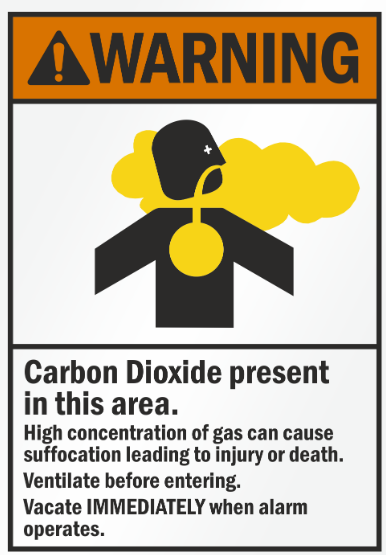 WARNING
Carbon Dioxide present
in this area.
High concentration of gas can cause
suffocation leading to injury or death.
Ventilate before entering.
Vacate IMMEDIATELY when alarm
operates.